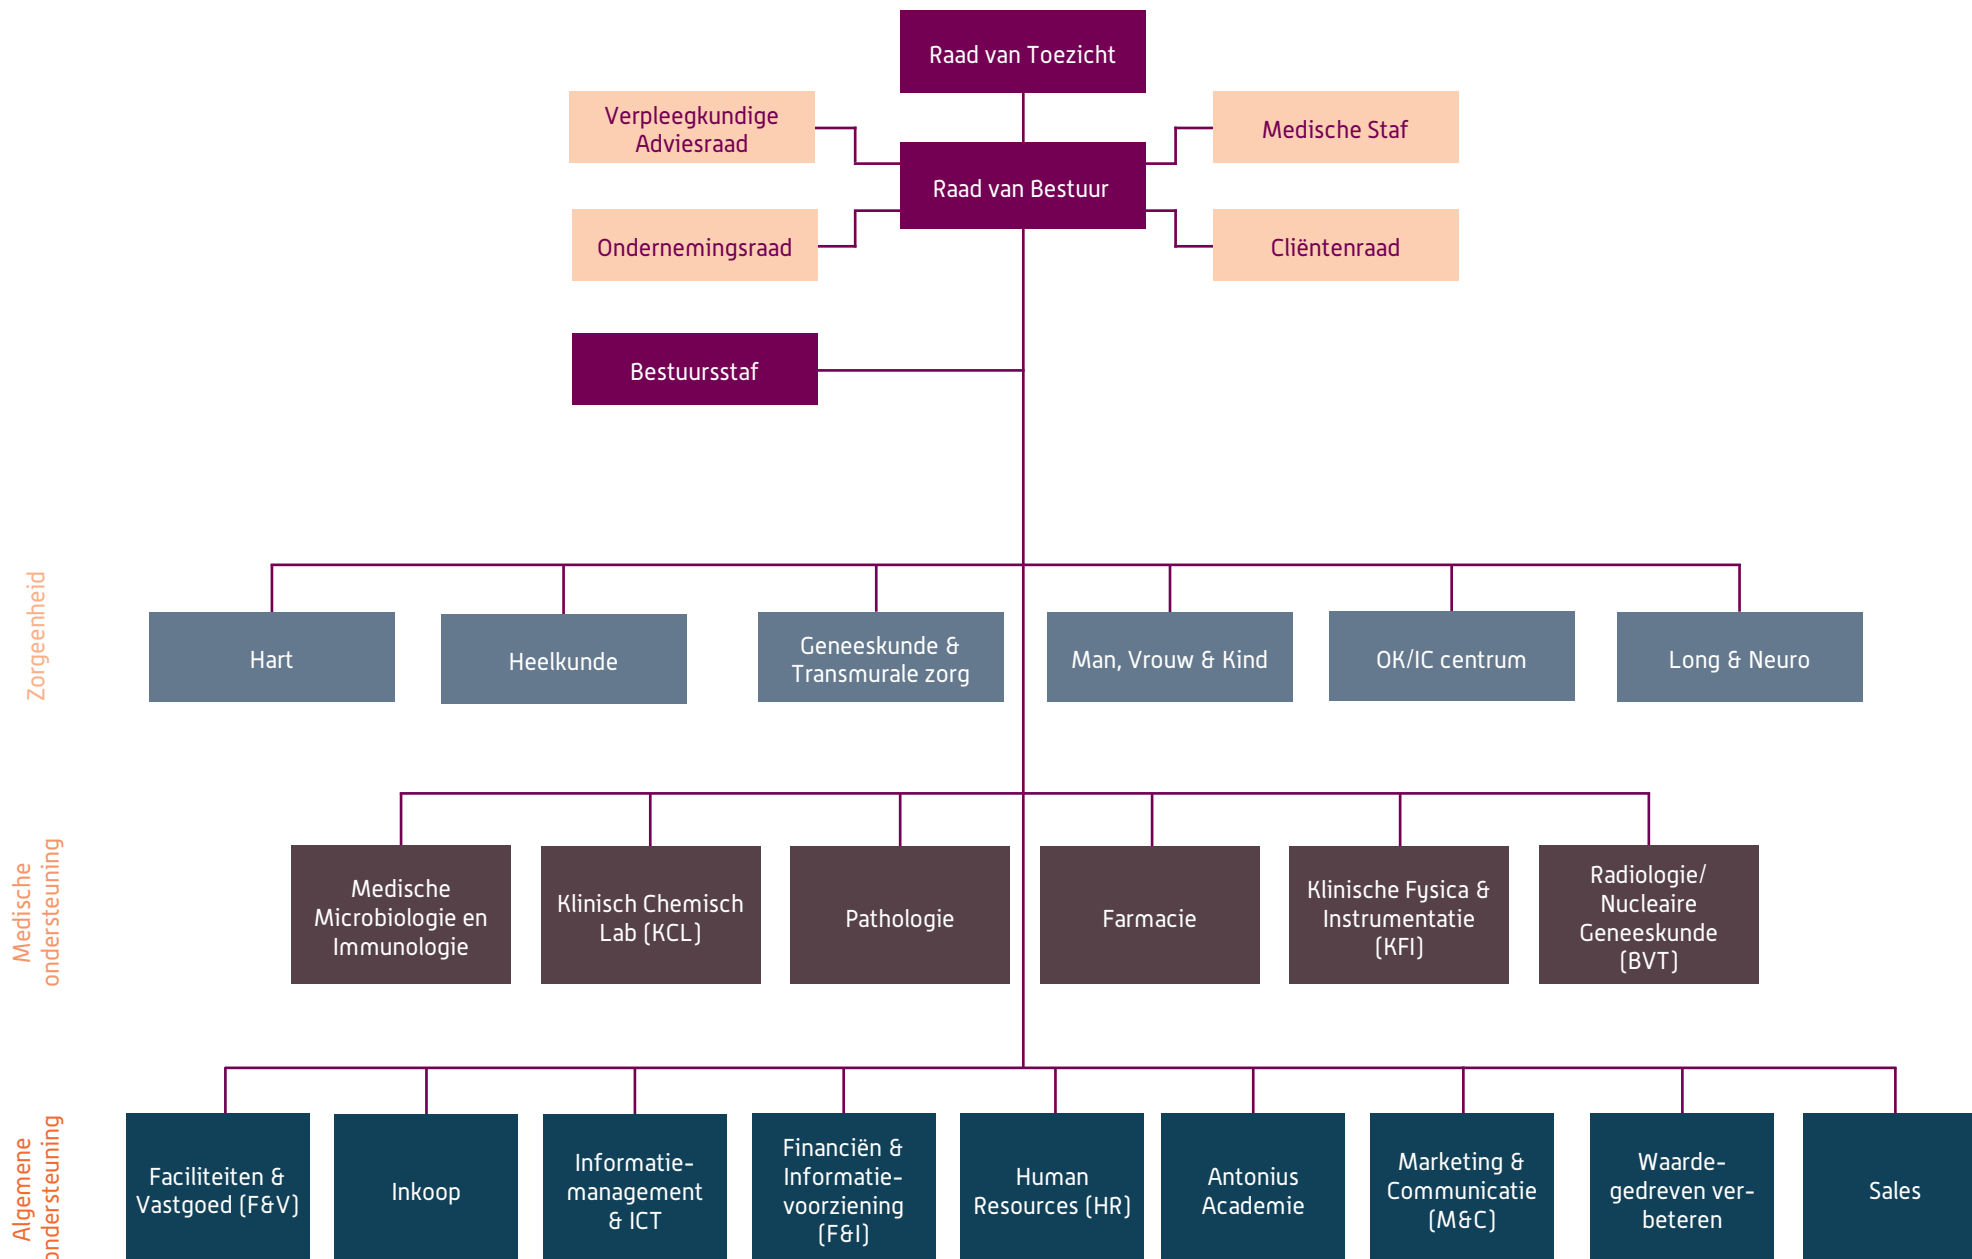 Raad van Toezicht
Verpleegkundige
Adviesraad
Medische Staf
Raad van Bestuur
Ondernemingsraad
Cliëntenraad
Bestuursstaf
Zorgeenheid
Hart
Heelkunde
Geneeskunde &
Transmurale zorg
Man, Vrouw & Kind
OK/IC centrum
Long & Neuro
Medische
ondersteuning
Medische
Microbiologie en
Immunologie
Klinisch Chemisch
Lab (KCL)
Pathologie
Farmacie
Klinische Fysica &
Instrumentatie
(KFI)
Radiologie/
Nucleaire
Geneeskunde
(BVT)
Algemene
ondersteuning
Faciliteiten &
Vastgoed (F&V)
Inkoop
Informatie-
management
& ICT
Financiën &
Informatie-
voorziening
(F&I)
Human
Resources (HR)
Antonius
Academie
Marketing &
Communicatie
(M&C)
Waarde-
gedreven ver-
beteren
Sales